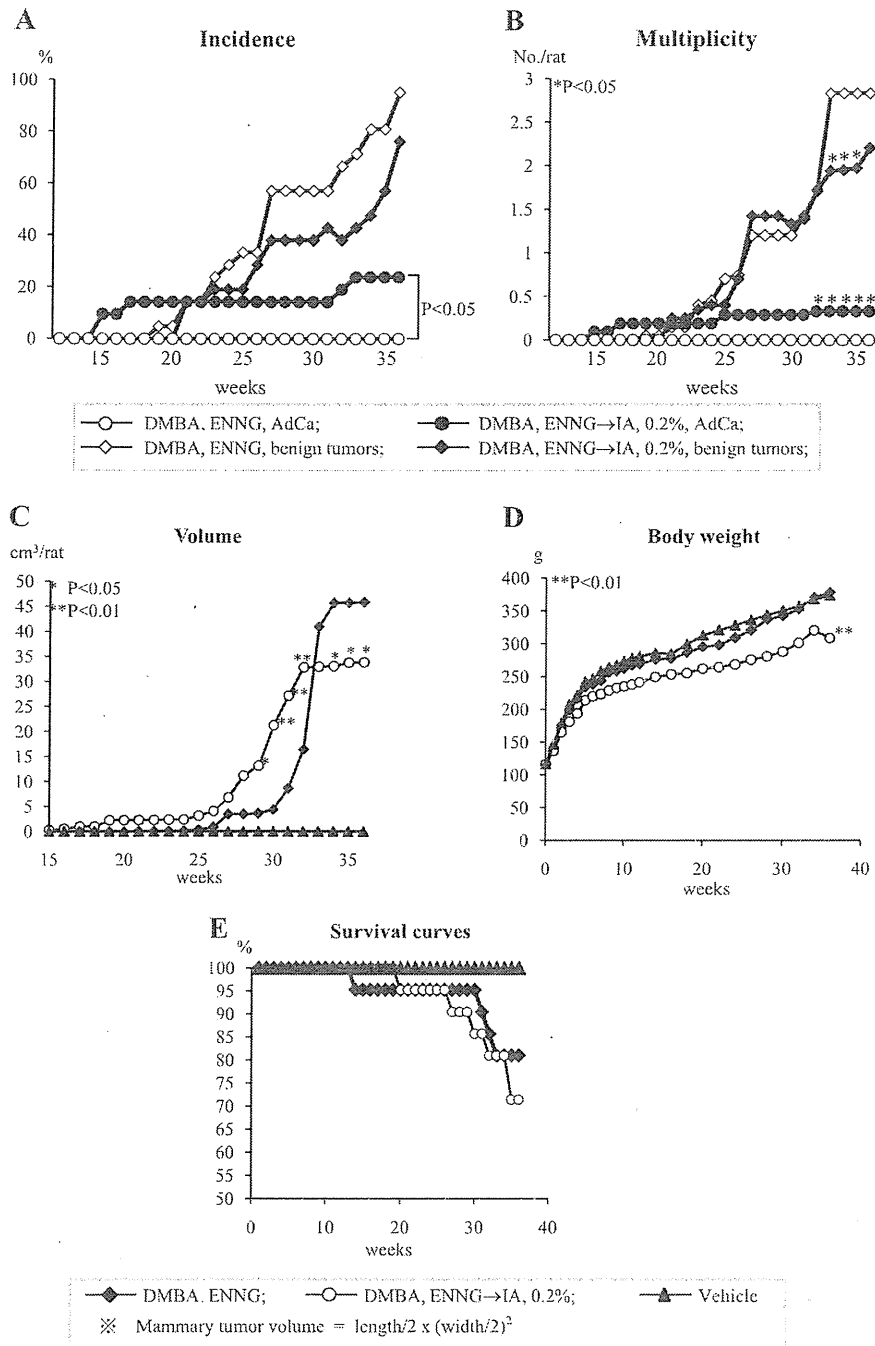 A
Incidence
%
100
80
60
40
20
0
15 20 25 30 35
weeks
P<0.05
B
Multiplicity
No./rat
*P<0.05
3
2.5
2
1.5
1
0.5
0
***
*****
15 20 25 30 35
weeks
DMBA, ENNG, AdCa;
DMBA, ENNG→IA, 0.2%, AdCa;
DMBA, ENNG, benign tumors;
DMBA, ENNG→IA, 0.2%, benign tumors;
C
Volume
cm³/rat
* P<0.05
**P<0.01
50
45
40
35
30
25
20
15
10
5
0
*
**
**
**
* * *
15 20 25 30 35
weeks
D
Body weight
g
**P<0.01
400
350
300
250
200
150
100
50
0
**
0 10 20 30 40
weeks
E
Survival curves
%
100
95
90
85
80
75
70
65
60
55
50
0 10 20 30 40
weeks
DMBA. ENNG;
DMBA, ENNG→IA, 0.2%;
Vehicle
※ Mammary tumor volume = length/2 x (width/2)²